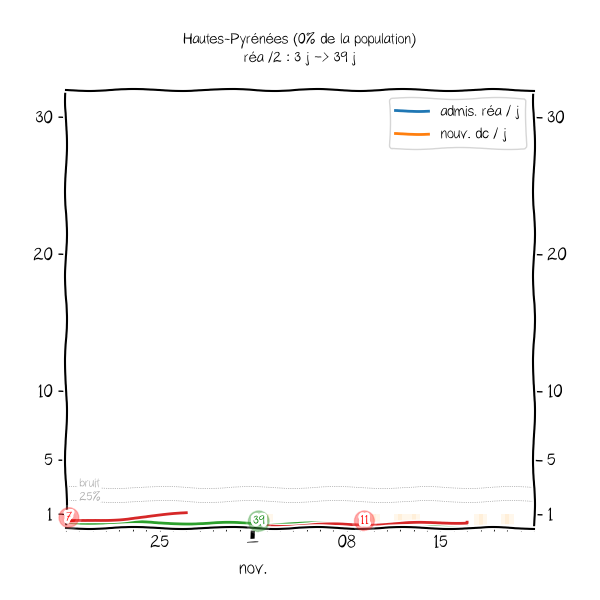 Hautes-Pyrénées (0% de la population)
réa /2 : 3 j -> 39 j
admis. réa / j
nouv. dc / j
30
30
20
20
10
10
5
5
bruit
25%
1
7
39
11
1
25
08
15
nov.